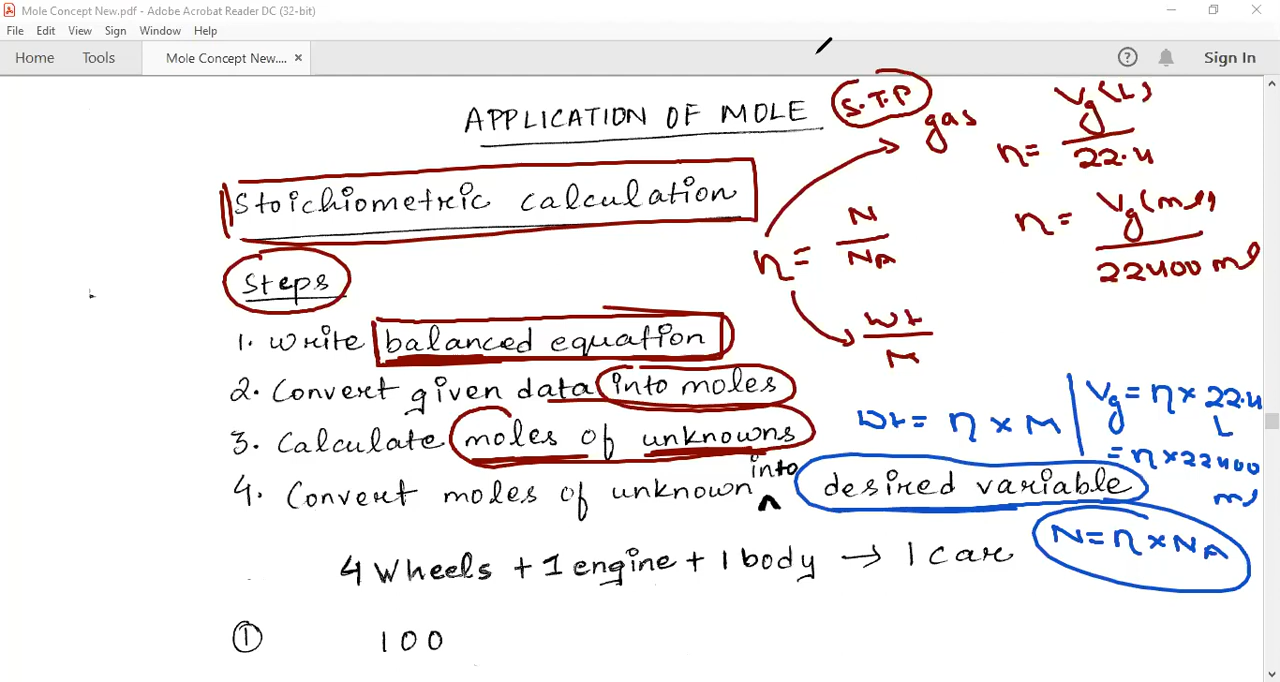 Mole Concept New.pdf - Adobe Acrobat Reader DC (32-bit)
File Edit View Sign Window Help
Home Tools Mole Concept New.... × ? Sign In
APPLICATION OF MOLE
S.T.P
gas
n = Vg(L) / 22.4
Stoichiometric calculation
n = N / NA
n = Vg(ml) / 22400 ml
Steps
wt / M
1. Write balanced equation
2. Convert given data into moles
wt = n × M
Vg = n × 22.4 L
= n × 22400 ml
3. Calculate moles of unknowns
4. Convert moles of unknown into desired variable
N = n × NA
4 Wheels + 1 engine + 1 body → 1 care
① 100